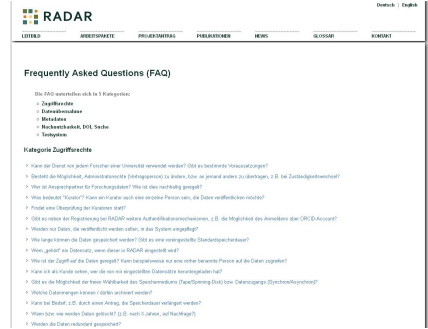 Deutsch | English
RADAR
LEITBILD ARBEITSPAKETE PROJEKTANTRAG PUBLIKATIONEN NEWS GLOSSAR KONTAKT
Frequently Asked Questions (FAQ)
Die FAQ unterteilen sich in 5 Kategorien:
Zugriffsrechte
Datenübernahme
Metadaten
Nachnutzbarkeit, DOI, Suche
Testsystem
Kategorie Zugriffsrechte
Kann der Dienst von jedem Forscher einer Universität verwendet werden? Gibt es bestimmte Voraussetzungen?
Besteht die Möglichkeit, Administrationsrechte (Vertragsperson) zu ändern, bzw. an jemand anders zu übertragen, z.B. bei Zuständigkeitswechsel?
Wer ist Ansprechpartner für Forschungsdaten? Wie ist dies nachhaltig geregelt?
Was bedeutet "Kurator"? Kann ein Kurator auch eine einzelne Person sein, die Daten veröffentlichen möchte?
Findet eine Überprüfung der Kuratoren statt?
Gibt es neben der Registrierung bei RADAR weitere Authentifikationsmechanismen, z.B. die Möglichkeit des Anmeldens über ORCID-Account?
Werden nur Daten, die veröffentlicht werden sollen, in das System eingepflegt?
Wie lange können die Daten gespeichert werden? Gibt es eine voreingestellte Standardspeicherdauer?
Wem „gehört“ ein Datensatz, wenn dieser in RADAR eingestellt wird?
Wie ist der Zugriff auf die Daten geregelt? Kann beispielsweise nur eine vorher benannte Person auf die Daten zugreifen?
Kann ich als Kunde sehen, wer die von mir eingestellten Datensätze heruntergeladen hat?
Gibt es die Möglichkeit der freien Wählbarkeit des Speichermediums (Tape/Spinning-Disk) bzw. Datenzugangs (Synchron/Asynchron)?
Welche Datenmengen können / dürfen archiviert werden?
Kann bei Bedarf, z.B. durch einen Antrag, die Speicherdauer verlängert werden?
Wann bzw. wie werden Daten gelöscht? (z.B. nach X Jahren, auf Nachfrage?)
Werden die Daten redundant gespeichert?